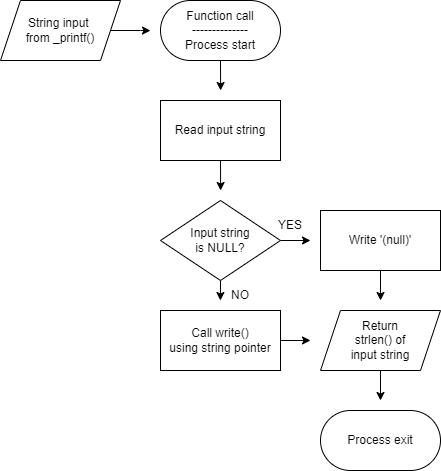 String input
from _printf()
Function call
--------------
Process start
Read input string
Input string
is NULL?
YES
Write '(null)'
NO
Call write()
using string pointer
Return
strlen() of
input string
Process exit